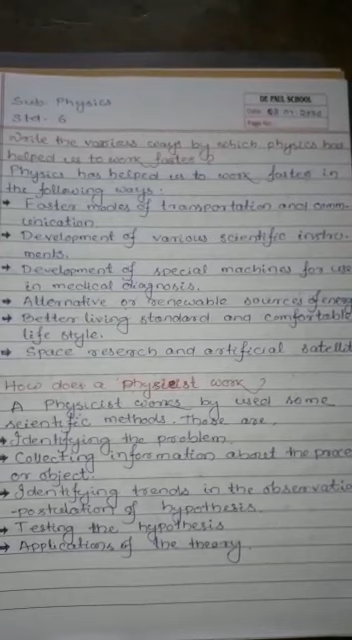 Sub- Physics
DE PAUL SCHOOL
Std- 6
Date:
Page No.:
Write the various ways by which physics has
helped us to work faster?
Physics has helped us to work faster in
the following ways.
→ Faster modes of transportation and comm-
unication
→ Development of various scientific instru-
ments.
→ Development of special machines for use
in medical diagnosis.
→ Alternative or renewable sources of energy
→ Better living standard and comfortable
life style.
→ Space research and artificial satellit
How does a Physicist work?
A Physicist works by used some
scientific methods. These are,
→ Identifying the problem
→ Collecting information about the proce
or object.
→ Identifying trends in the observatio
-postulation of hypothesis.
→ Testing the hypothesis
→ Applications of the theory.